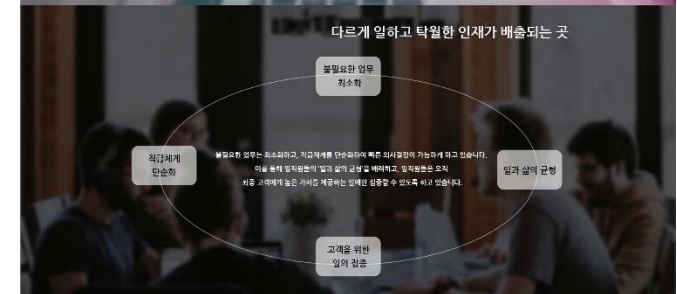 다르게 일하고 탁월한 인재가 배출되는 곳
불필요한 업무
최소화
직급체계
단순화
불필요한 업무는 최소화하고, 직급체계를 단순화하여 빠른 의사결정이 가능하게 하고 있습니다.
이를 통해 임직원들의 '일과 삶의 균형'을 배려하고, 임직원들은 오직
최종 고객에게 높은 가치를 제공하는 일에만 집중할 수 있도록 하고 있습니다.
일과 삶의 균형
고객을 위한
일의 집중